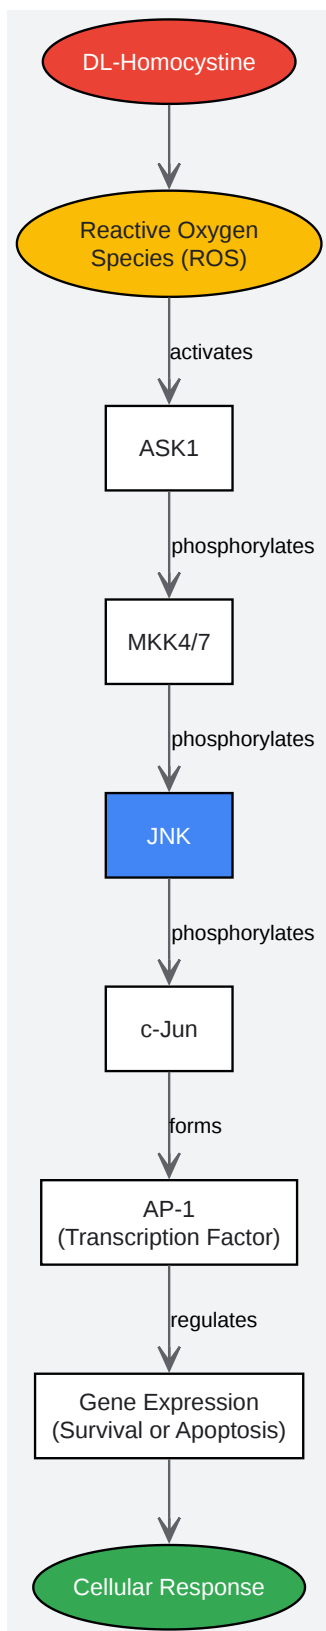 DL-Homocystine
Reactive Oxygen
Species (ROS)
activates
ASK1
phosphorylates
MKK4/7
phosphorylates
JNK
phosphorylates
c-Jun
forms
AP-1
(Transcription Factor)
regulates
Gene Expression
(Survival or Apoptosis)
Cellular Response